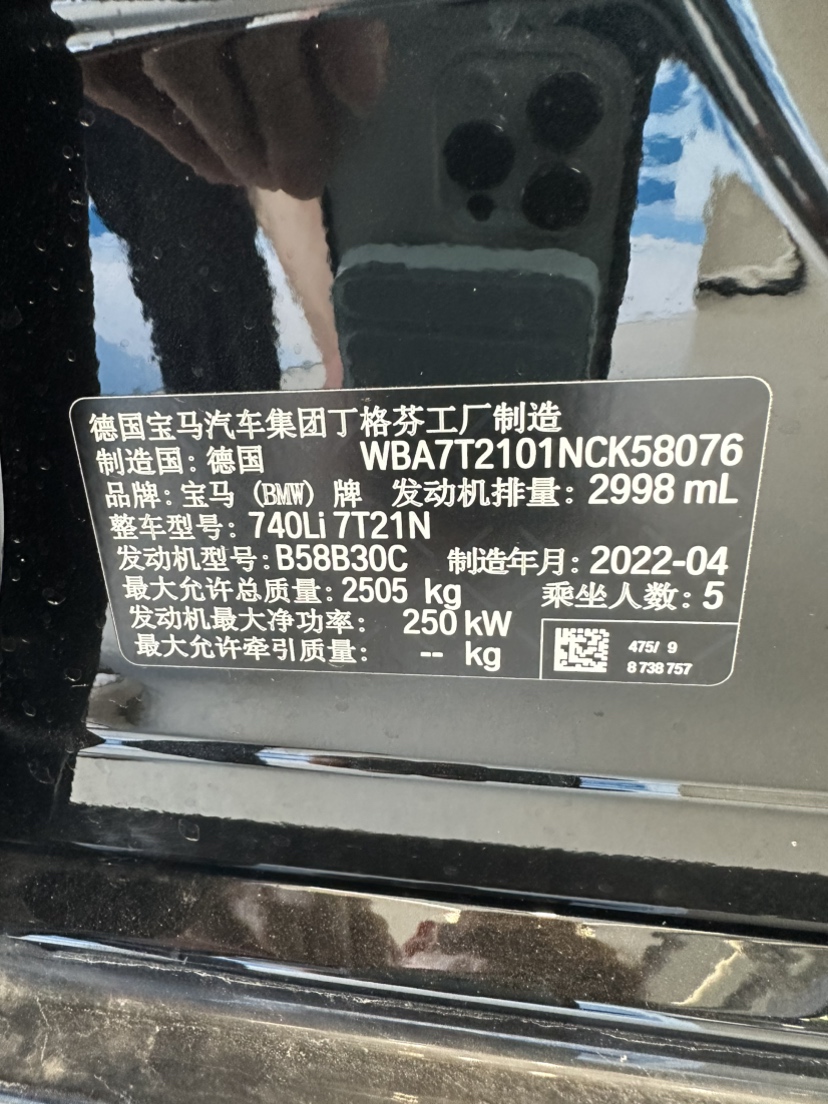 德国宝马汽车集团丁格芬工厂制造
制造国: 德国 WBA7T2101NCK58076
品牌: 宝马 (BMW) 牌 发动机排量: 2998 mL
整车型号: 740Li 7T21N
发动机型号: B58B30C 制造年月: 2022-04
最大允许总质量: 2505 kg 乘坐人数: 5
发动机最大净功率: 250 kW
最大允许牵引质量: -- kg
475/ 9
8 738 757